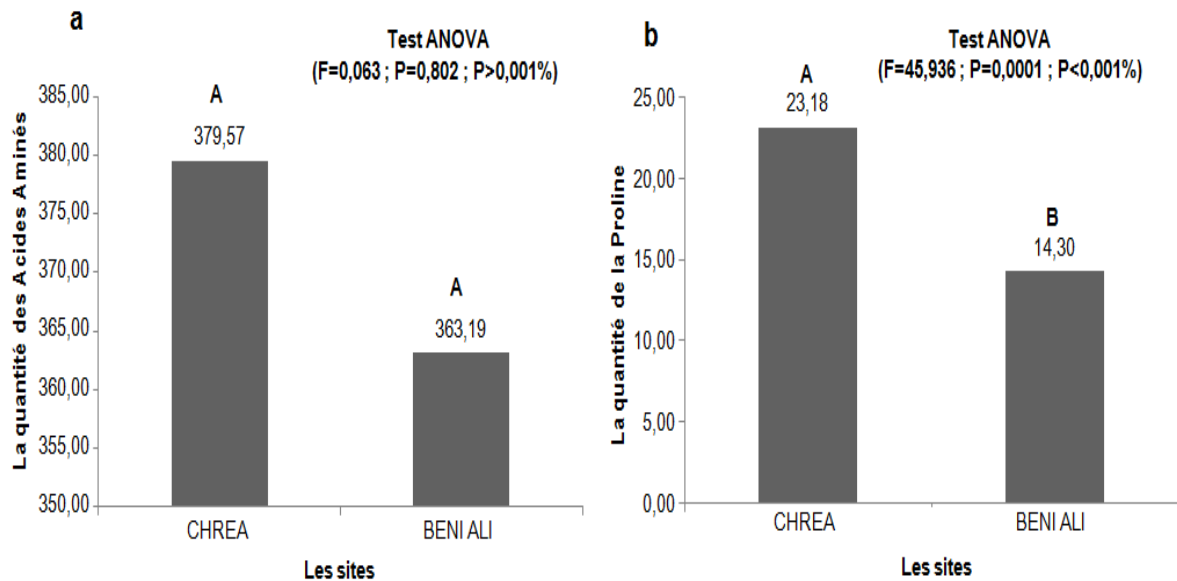 a
Test ANOVA
(F=0,063 ; P=0,802 ; P>0,001%)
La quantité des Acides Aminés
385,00
380,00
375,00
370,00
365,00
360,00
355,00
350,00
A
379,57
A
363,19
CHREA
BENI ALI
Les sites
b
Test ANOVA
(F=45,936 ; P=0,0001 ; P<0,001%)
La quantité de la Proline
25,00
20,00
15,00
10,00
5,00
0,00
A
23,18
B
14,30
CHREA
BENI ALI
Les sites